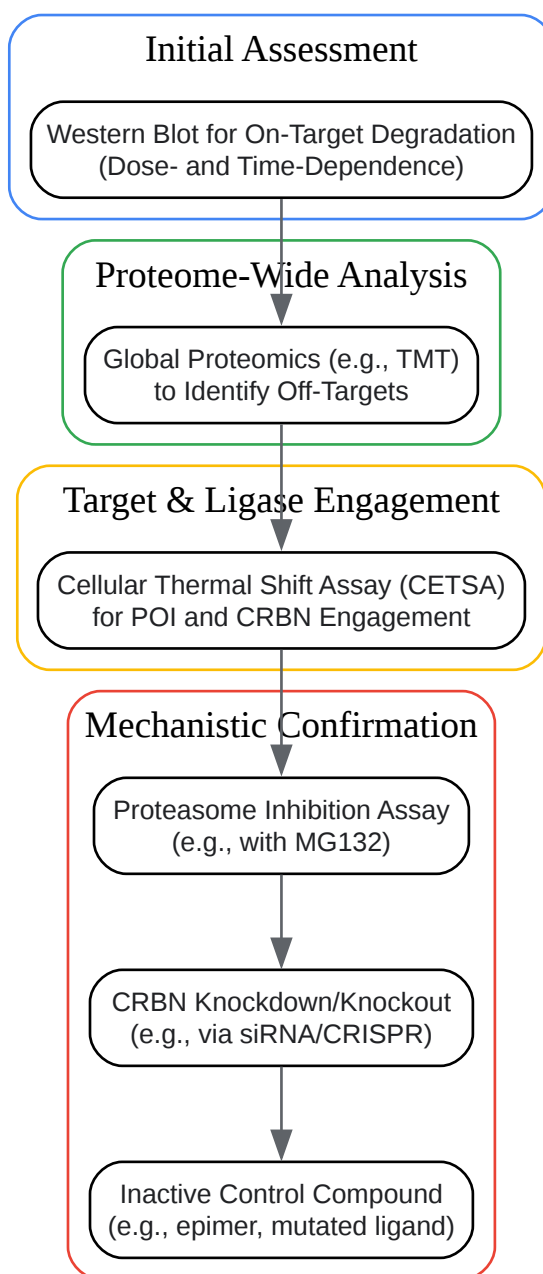 Initial Assessment
Western Blot for On-Target Degradation
(Dose- and Time-Dependence)
Proteome-Wide Analysis
Global Proteomics (e.g., TMT)
to Identify Off-Targets
Target & Ligase Engagement
Cellular Thermal Shift Assay (CETSA)
for POI and CRBN Engagement
Mechanistic Confirmation
Proteasome Inhibition Assay
(e.g., with MG132)
CRBN Knockdown/Knockout
(e.g., via siRNA/CRISPR)
Inactive Control Compound
(e.g., epimer, mutated ligand)